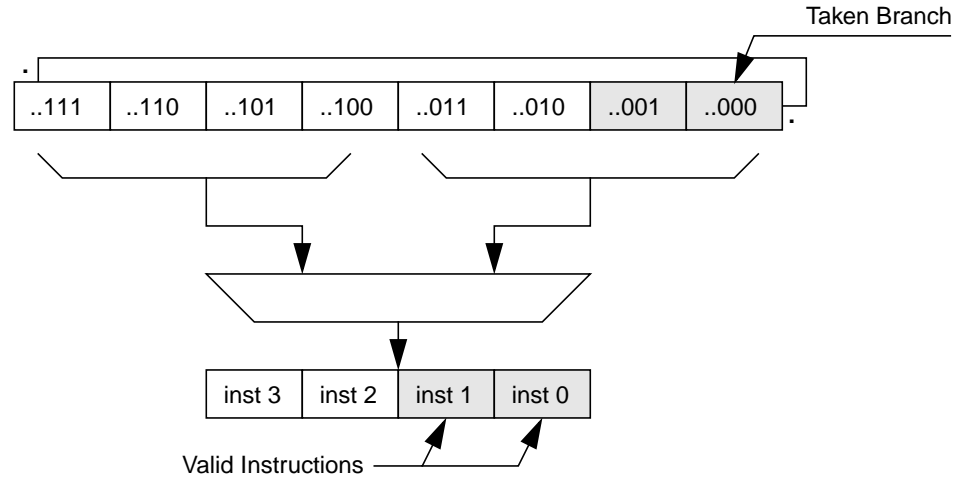 Taken Branch
..111 ..110 ..101 ..100 ..011 ..010 ..001 ..000
inst 3 inst 2 inst 1 inst 0
Valid Instructions